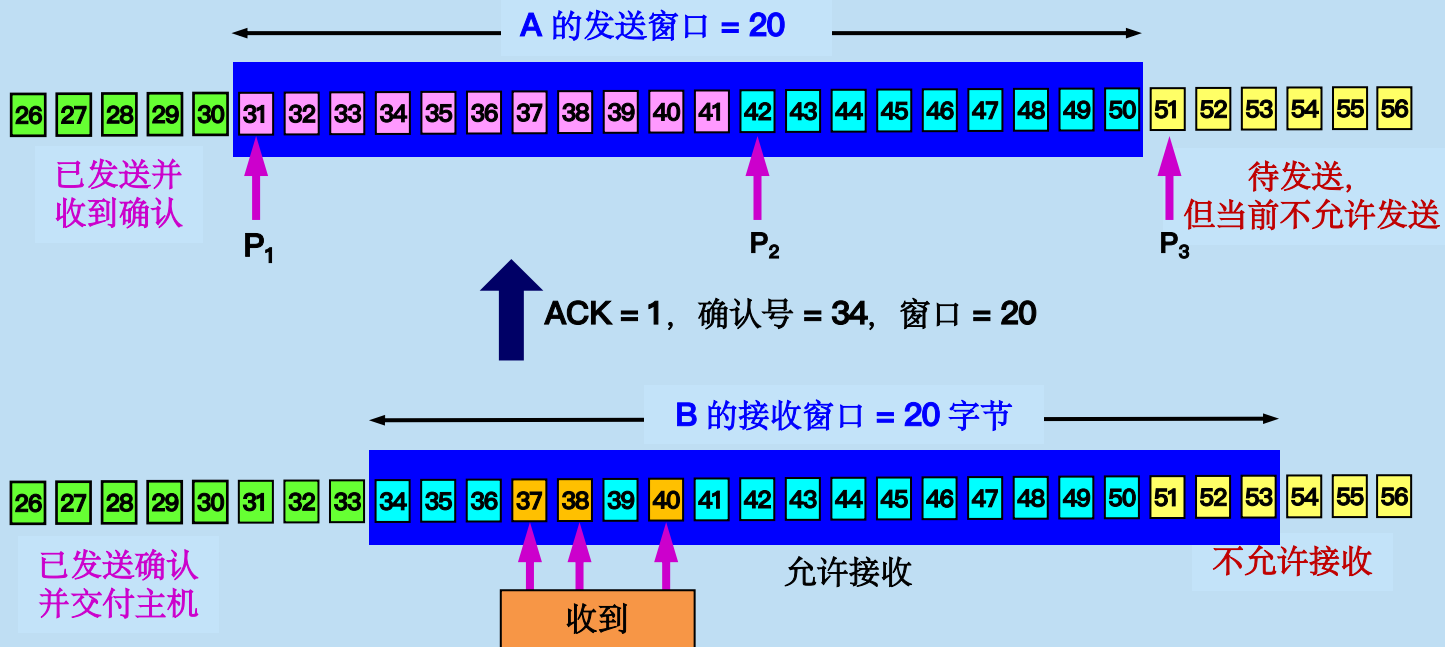 A 的发送窗口 = 20
26 27 28 29 30 31 32 33 34 35 36 37 38 39 40 41 42 43 44 45 46 47 48 49 50 51 52 53 54 55 56
已发送并
收到确认
待发送,
但当前不允许发送
P1
P2
P3
ACK = 1, 确认号 = 34, 窗口 = 20
B 的接收窗口 = 20 字节
26 27 28 29 30 31 32 33 34 35 36 37 38 39 40 41 42 43 44 45 46 47 48 49 50 51 52 53 54 55 56
已发送确认
并交付主机
允许接收
不允许接收
收到